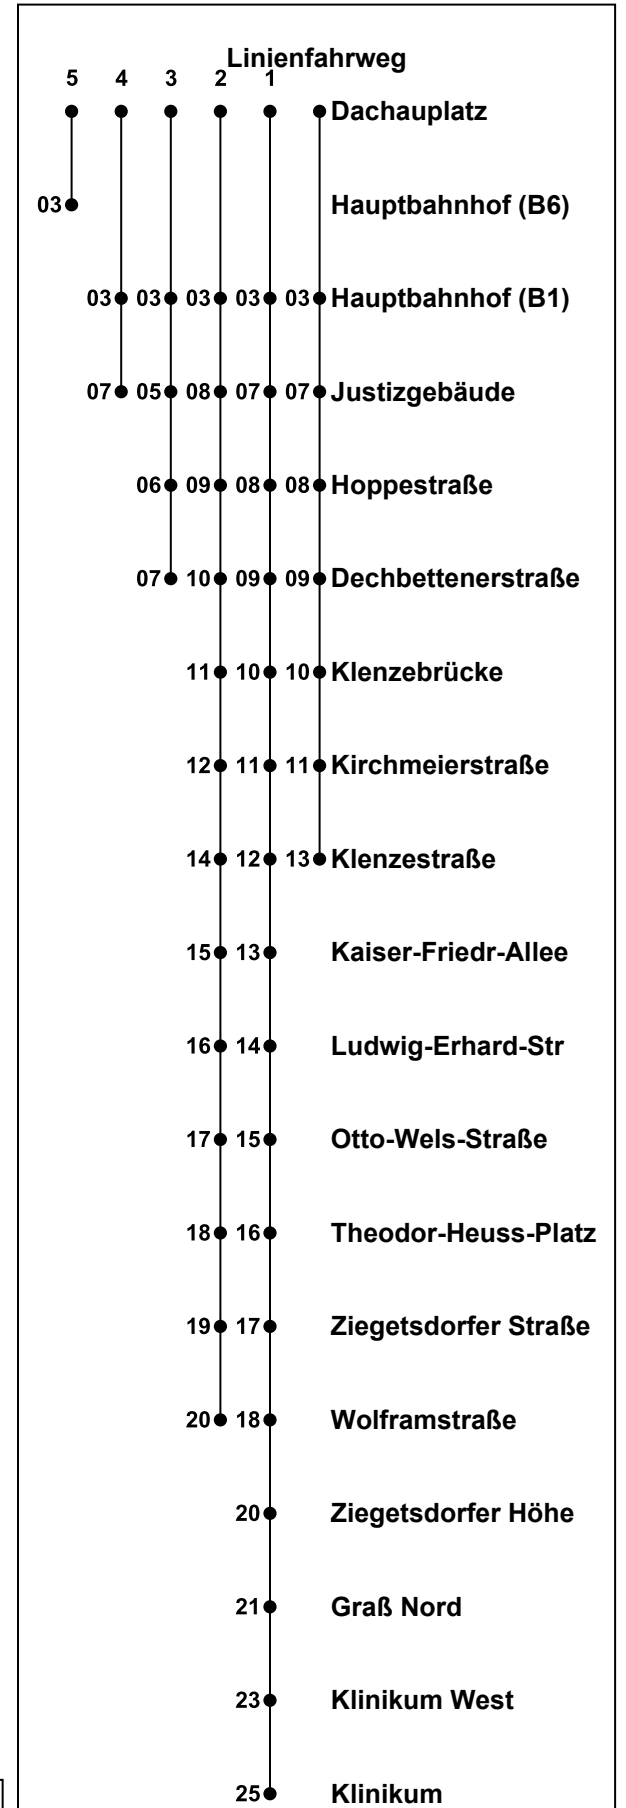 Linienfahrweg
5 4 3 2 1
Dachauplatz
03 Hauptbahnhof (B6)
03 03 03 03 03 Hauptbahnhof (B1)
07 05 08 07 07 Justizgebäude
06 09 08 08 Hoppestraße
07 10 09 09 Dechbettenerstraße
11 10 10 Klenzebrücke
12 11 11 Kirchmeierstraße
14 12 13 Klenzestraße
15 13 Kaiser-Friedr-Allee
16 14 Ludwig-Erhard-Str
17 15 Otto-Wels-Straße
18 16 Theodor-Heuss-Platz
19 17 Ziegetsdorfer Straße
20 18 Wolframstraße
20 Ziegetsdorfer Höhe
21 Graß Nord
23 Klinikum West
25 Klinikum